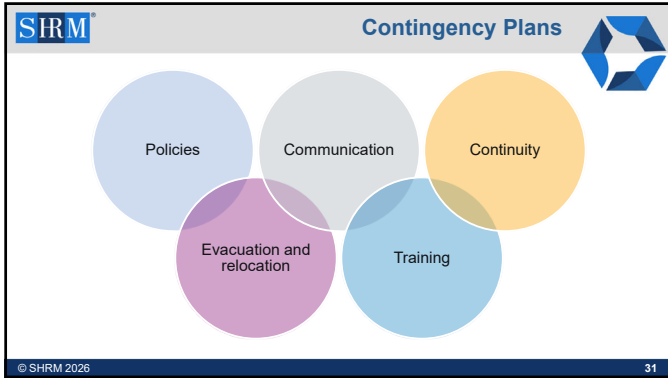 SHRM®
Contingency Plans
Policies
Communication
Continuity
Evacuation and
relocation
Training
© SHRM 2026
31